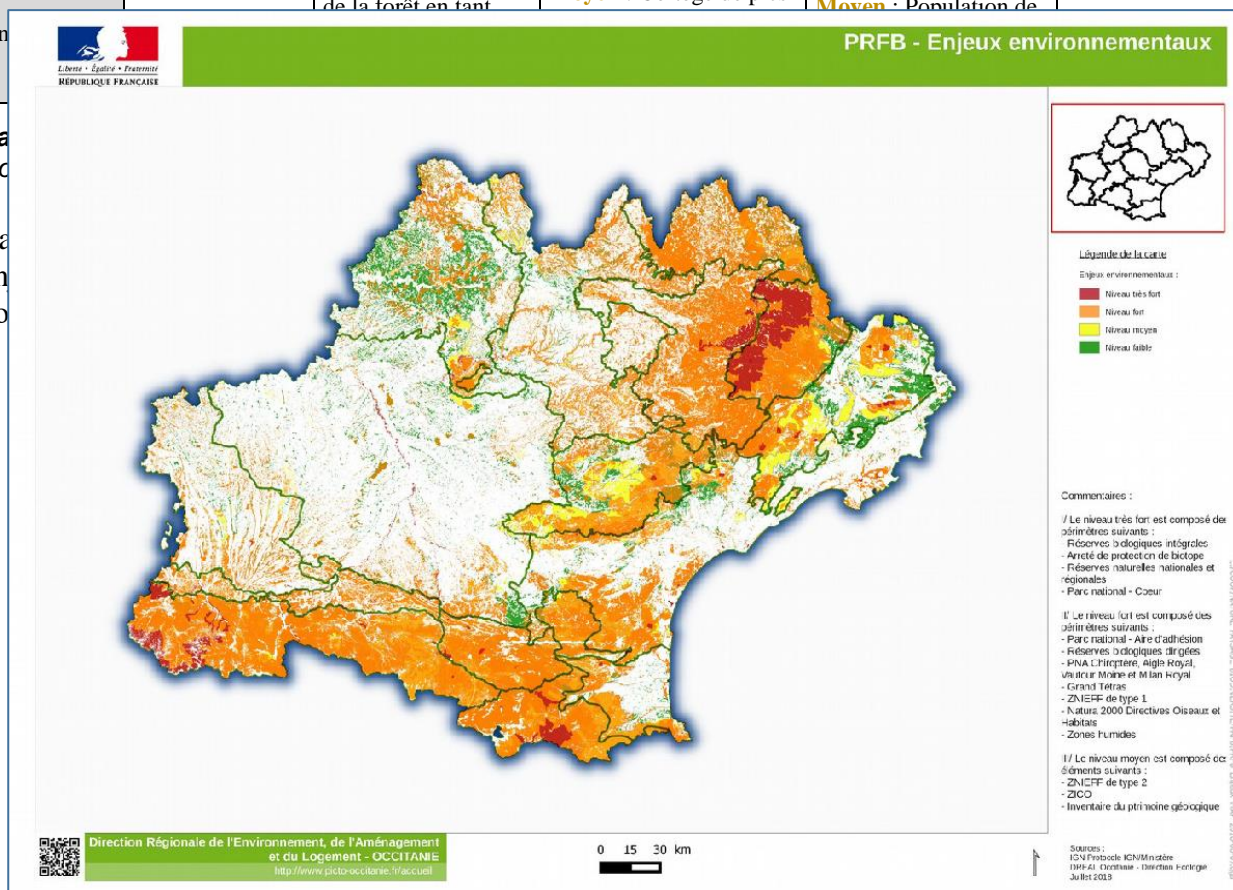 de la forêt en tant
Moyen : Population de
PRFB - Enjeux environnementaux
Liberté • Égalité • Fraternité
RÉPUBLIQUE FRANÇAISE
Légende de la carte
Enjeux environnementaux :
Niveau très fort
Niveau fort
Niveau moyen
Niveau faible
Commentaires :
I/ Le niveau très fort est composé des
périmètres suivants :
- Réserves biologiques intégrales
- Arreté de protection de biotope
- Réserves naturelles nationales et
régionales
- Parc national - Coeur
II/ Le niveau fort est composé des
périmètres suivants :
- Parc national - Aire d'adhésion
- Réserves biologiques dirigées
- PNA Chiroptère, Aigle Royal,
Vautour Moine et Milan Royal
- Grand Tétras
- ZNIEFF de type 1
- Natura 2000 Directives Oiseaux et
Habitats
- Zones humides
II/ Le niveau moyen est composé des
éléments suivants :
- ZNIEFF de type 2
- ZICO
- Inventaire du ptrimoine géologique
Direction Régionale de l'Environnement, de l'Aménagement
et du Logement - OCCITANIE
http://www.picto-occitanie.fr/accueil
0 15 30 km
Sources :
IGN Protocole IGN/Ministère
DREAL Occitanie - Direction Ecologie
Juillet 2018